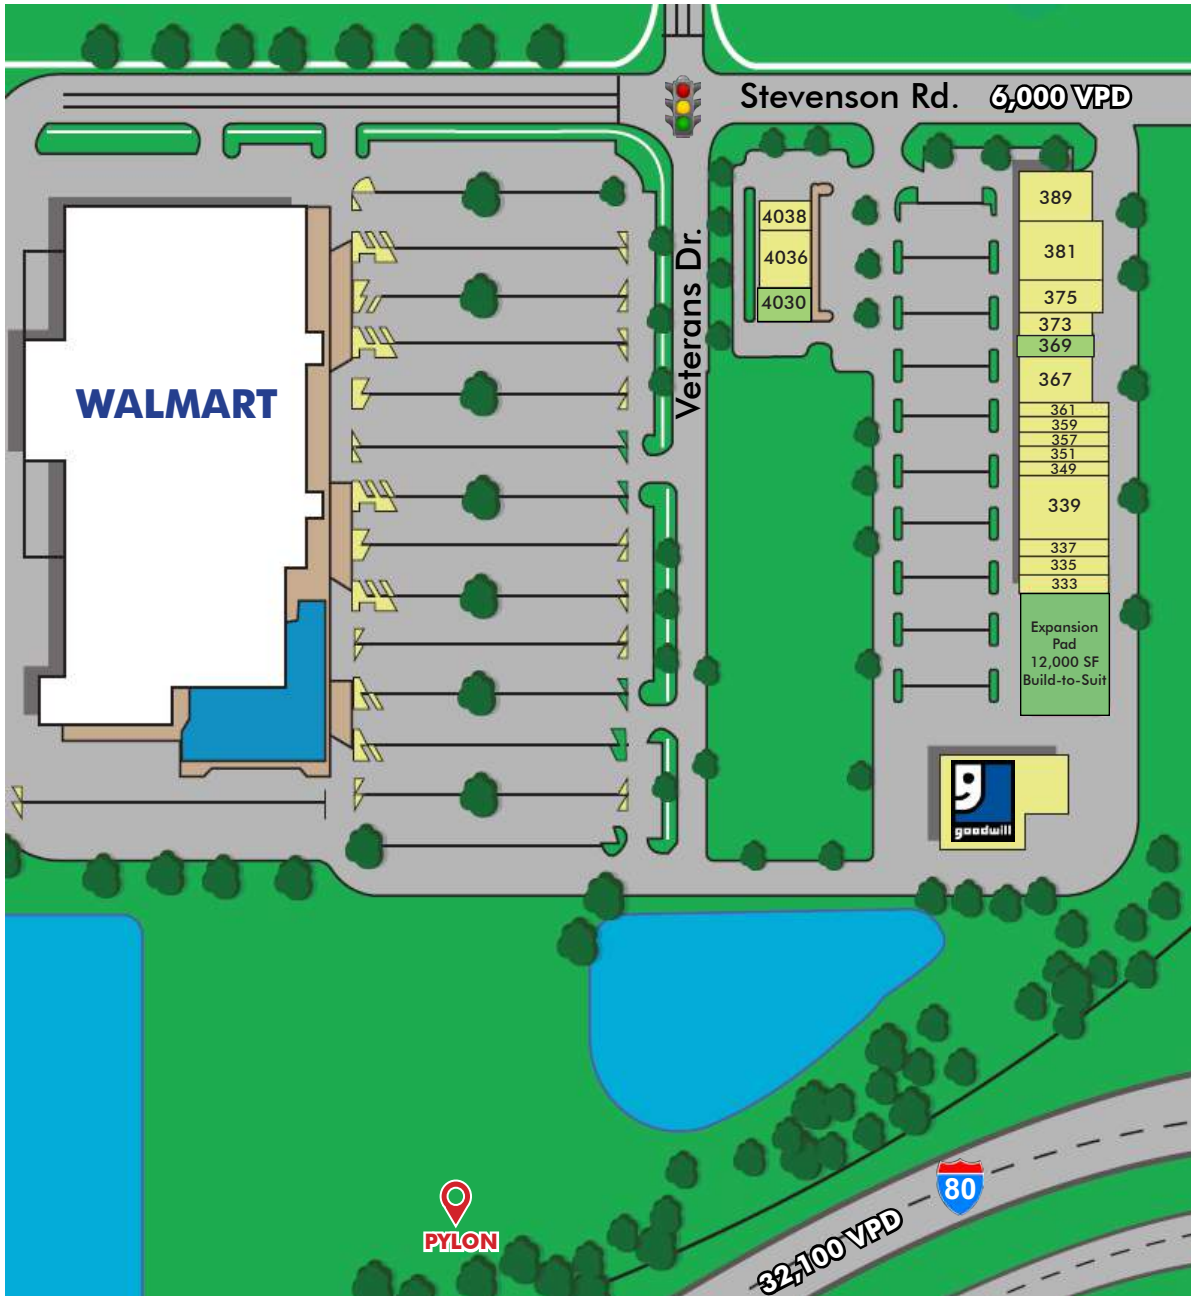 Stevenson Rd. 6,000 VPD
Veterans Dr.
WALMART
4038
4036
4030
389
381
375
373
369
367
361
359
357
351
349
339
337
335
333
Expansion
Pad
12,000 SF
Build-to-Suit
goodwill
80
32,100 VPD
PYLON